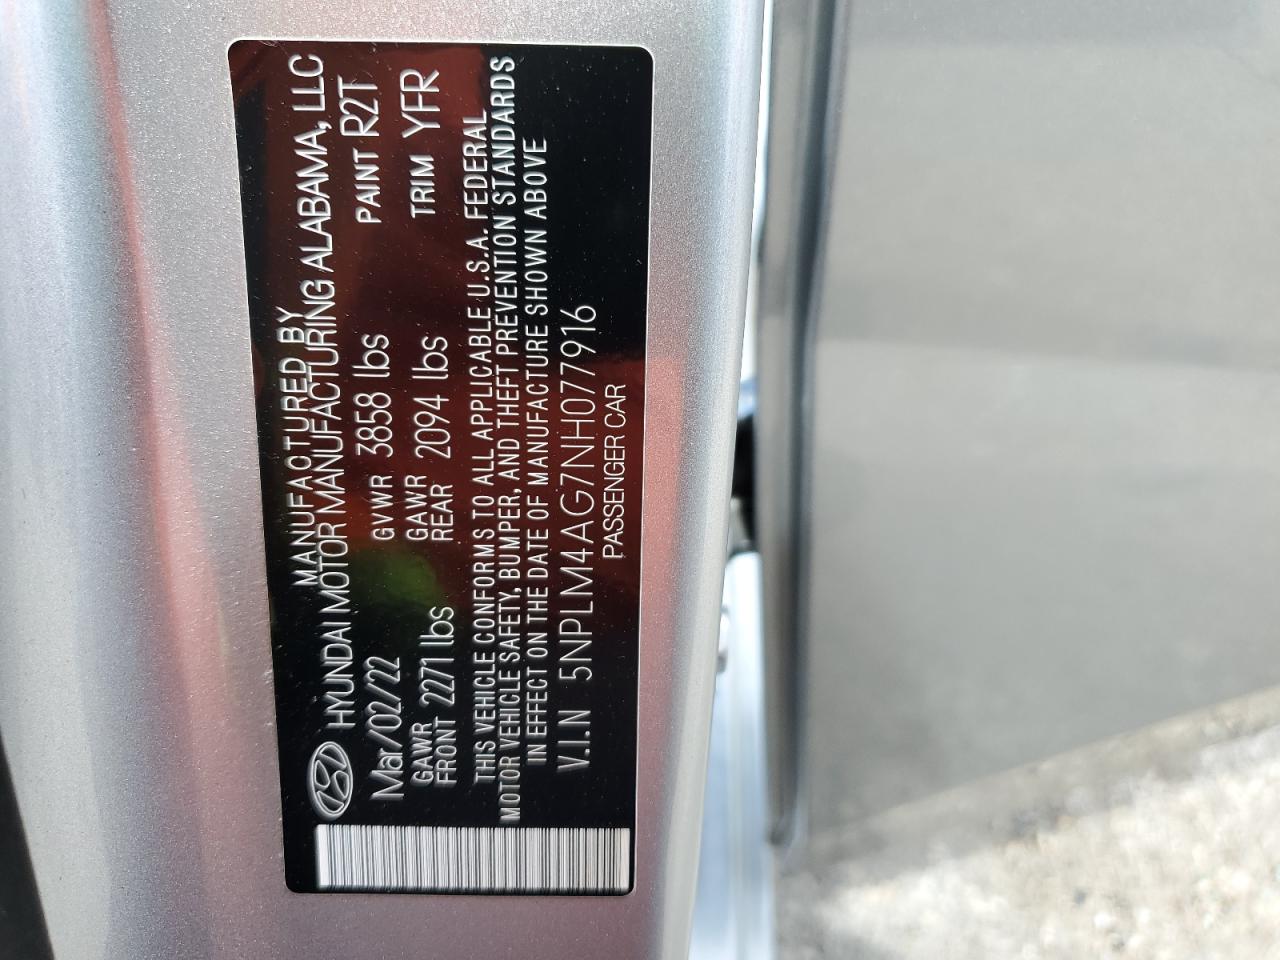 MANUFACTURED BY
HYUNDAI MOTOR MANUFACTURING ALABAMA, LLC
Mar/02/22 GVWR 3858 lbs PAINT R2T
GAWR FRONT 2271 lbs GAWR REAR 2094 lbs TRIM YFR
THIS VEHICLE CONFORMS TO ALL APPLICABLE U.S.A. FEDERAL
MOTOR VEHICLE SAFETY, BUMPER, AND THEFT PREVENTION STANDARDS
IN EFFECT ON THE DATE OF MANUFACTURE SHOWN ABOVE
V.I.N 5NPLM4AG7NH077916
PASSENGER CAR